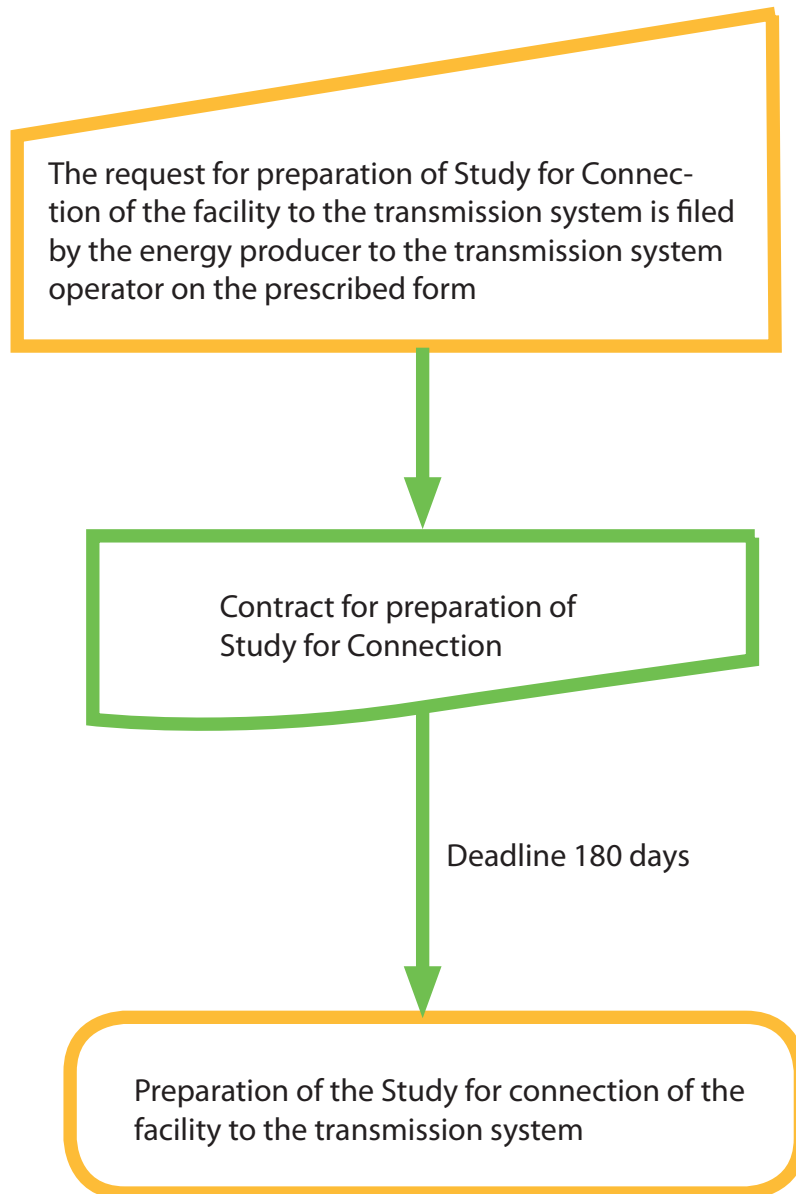 The request for preparation of Study for Connec-
tion of the facility to the transmission system is filed
by the energy producer to the transmission system
operator on the prescribed form
Contract for preparation of
Study for Connection
Deadline 180 days
Preparation of the Study for connection of the
facility to the transmission system